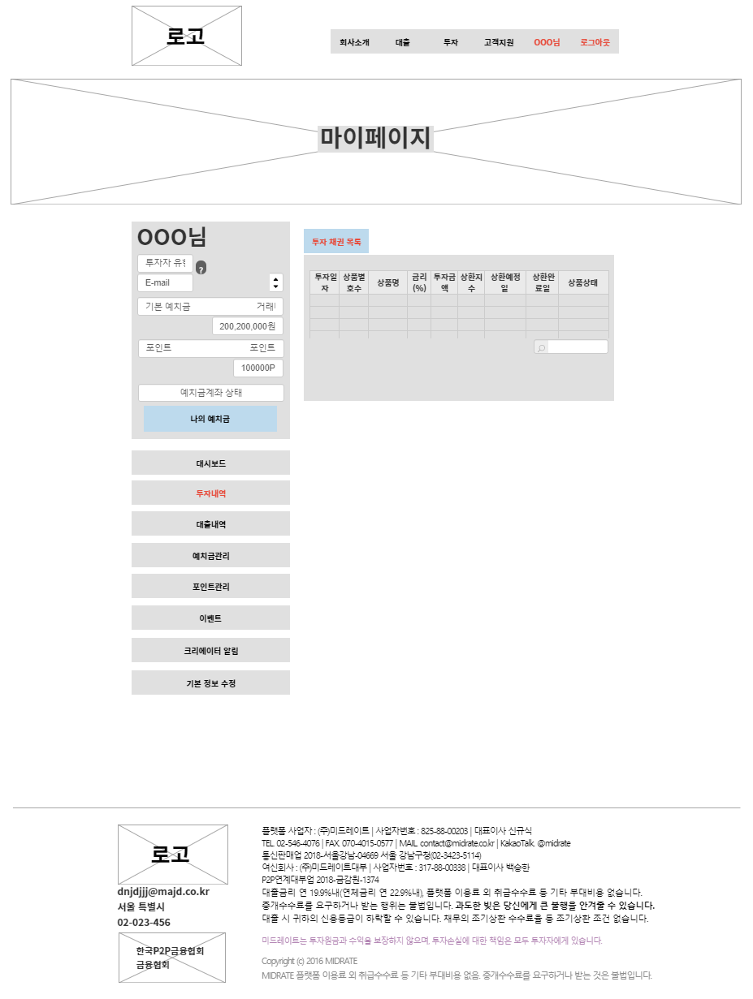 로고
회사소개 대출 투자 고객지원 OOO님 로그아웃
마이페이지
OOO님
투자자 유형
?
E-mail
기본 예치금 거래
200,200,000원
포인트 포인트
100000P
예치금계좌 상태
나의 예치금
대시보드
투자내역
대출내역
예치금관리
포인트관리
이벤트
크리에이터 알림
기본 정보 수정
투자 채권 목록
투자일자 상품별호수 상품명 금리(%) 투자금액 상환지수 상환예정일 상환완료일 상품상태
로고
dnjdjjj@majd.co.kr
서울 특별시
02-023-456
한국P2P금융협회
금융협회
플랫폼 사업자 : (주)미드레이트 | 사업자번호 : 825-88-00203 | 대표이사 신규식
TEL. 02-546-4076 | FAX. 070-4015-0577 | MAIL. contact@midrate.co.kr | KakaoTalk. @midrate
통신판매업 2018-서울강남-04669 서울 강남구청(02-3423-5114)
여신회사 : (주)미드레이트대부 | 사업자번호 : 317-88-00338 | 대표이사 백승한
P2P연계대부업 2018-금감원-1374
대출금리 연 19.9%내(연체금리 연 22.9%내), 플랫폼 이용료 외 취급수수료 등 기타 부대비용 없습니다.
중개수수료를 요구하거나 받는 행위는 불법입니다. 과도한 빚은 당신에게 큰 불행을 안겨줄 수 있습니다.
대출 시 귀하의 신용등급이 하락할 수 있습니다. 채무의 조기상환 수수료율 등 조기상환 조건 없습니다.
미드레이트는 투자원금과 수익을 보장하지 않으며, 투자손실에 대한 책임은 모두 투자자에게 있습니다.
Copyright (c) 2016 MIDRATE
MIDRATE 플랫폼 이용료 외 취급수수료 등 기타 부대비용 없음. 중개수수료를 요구하거나 받는 것은 불법입니다.